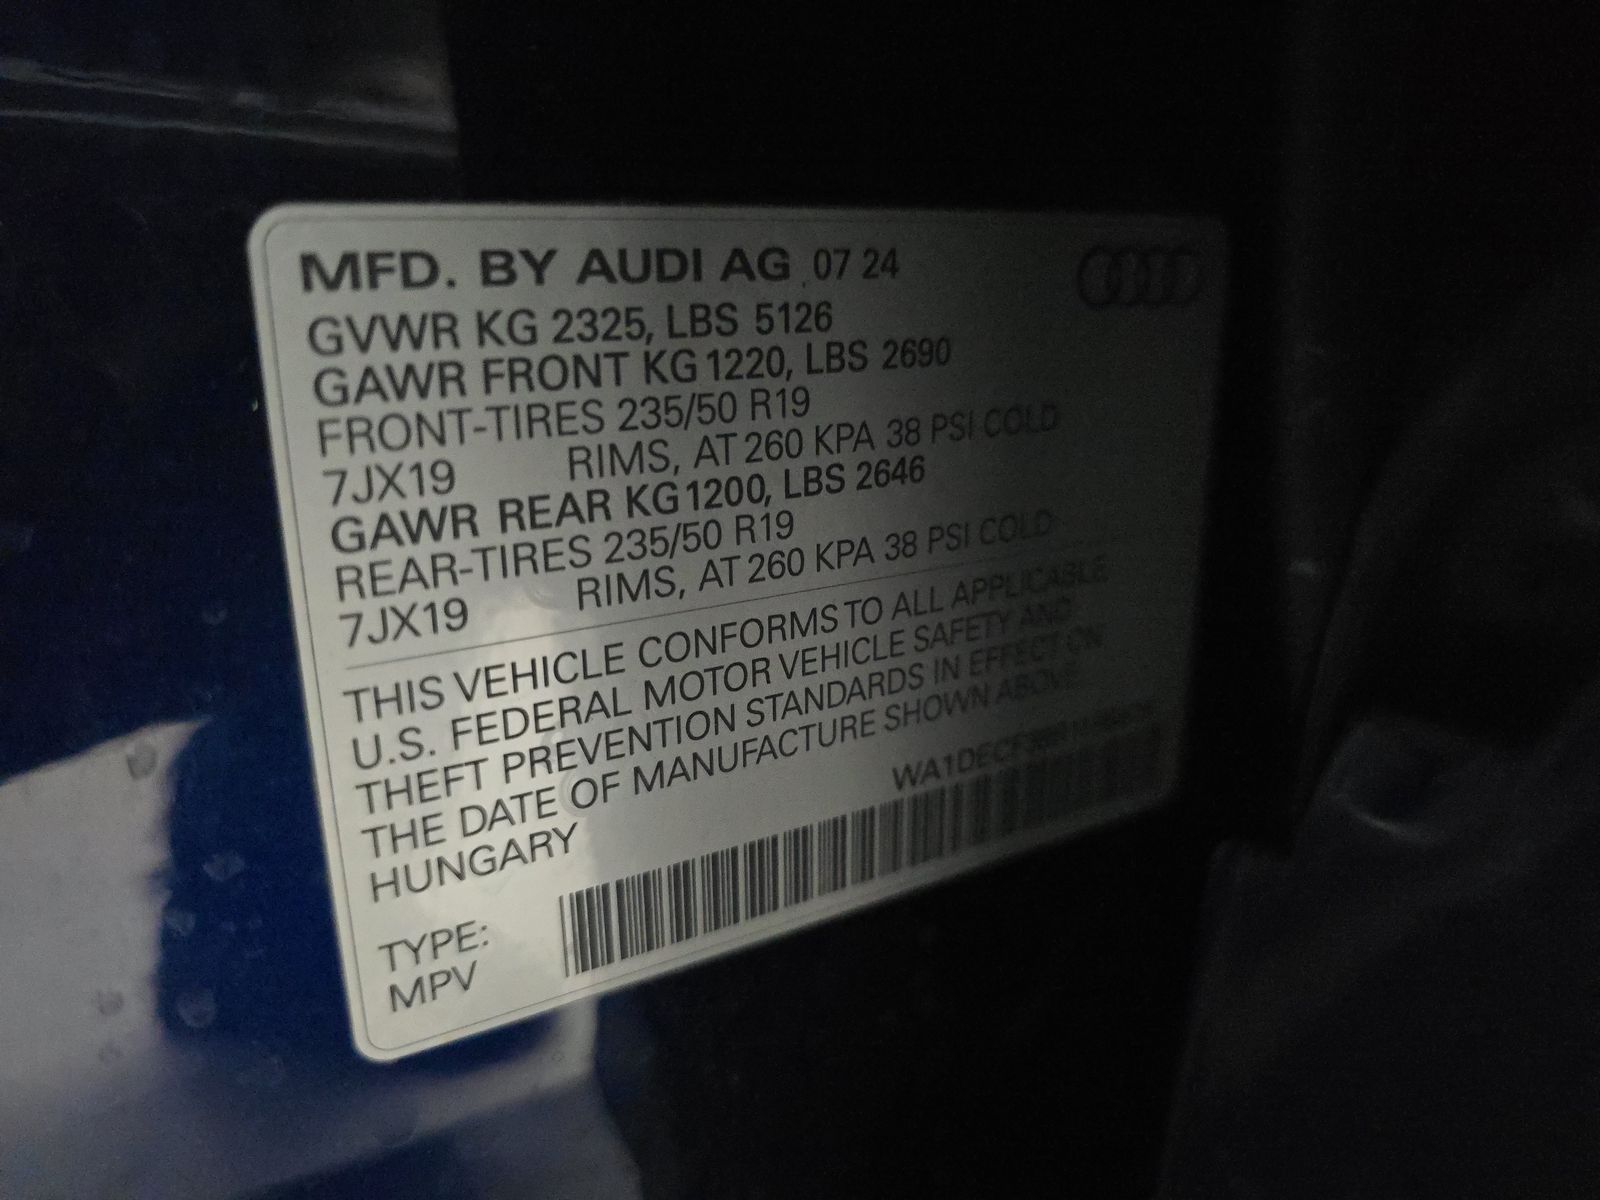 MFD. BY AUDI AG 07 24
GVWR KG 2325, LBS 5126
GAWR FRONT KG 1220, LBS 2690
FRONT-TIRES 235/50 R19
7JX19 RIMS, AT 260 KPA 38 PSI COLD
GAWR REAR KG 1200, LBS 2646
REAR-TIRES 235/50 R19
7JX19 RIMS, AT 260 KPA 38 PSI COLD
THIS VEHICLE CONFORMS TO ALL APPLICABLE
U.S. FEDERAL MOTOR VEHICLE SAFETY AND
THEFT PREVENTION STANDARDS IN EFFECT ON
THE DATE OF MANUFACTURE SHOWN ABOVE
HUNGARY
TYPE:
MPV